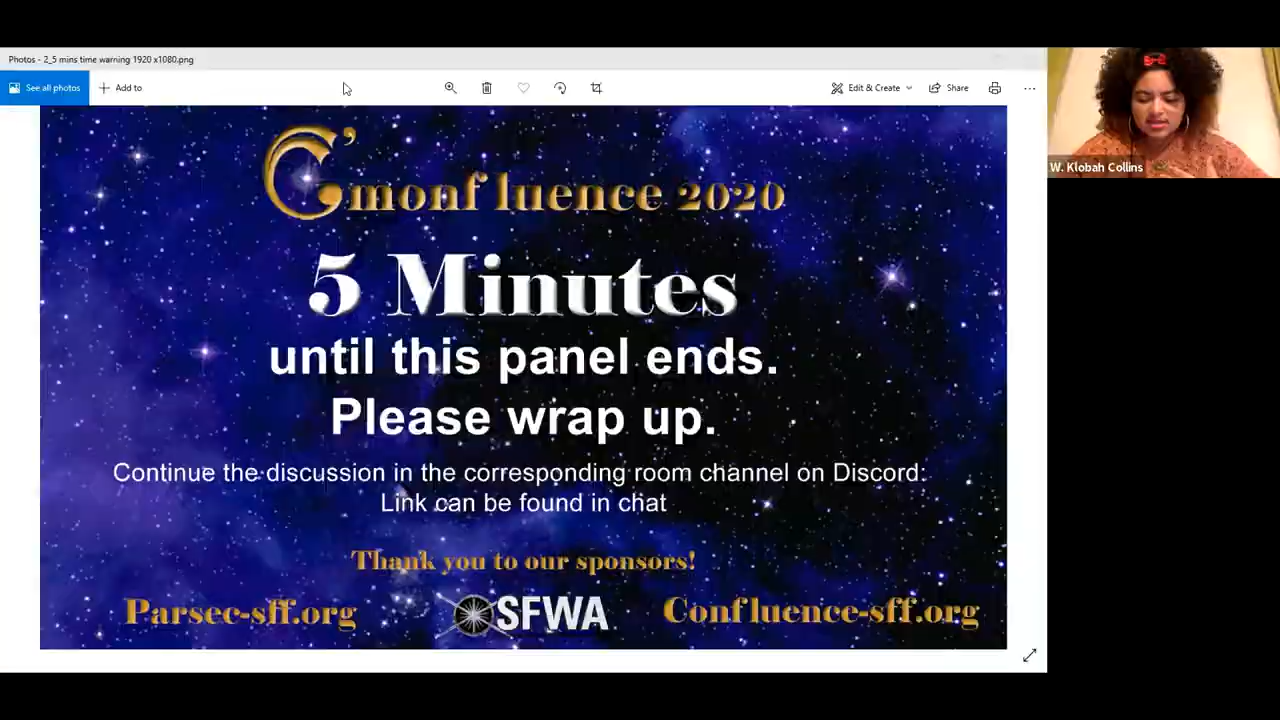 Photos - 2_5 mins time warning 1920 x1080.png
See all photos
Add to
Edit & Create
Share
W. Klobah Collins
C'monfluence 2020
5 Minutes
until this panel ends.
Please wrap up.
Continue the discussion in the corresponding room channel on Discord:
Link can be found in chat
Thank you to our sponsors!
Parsec-sff.org
SFWA
Confluence-sff.org